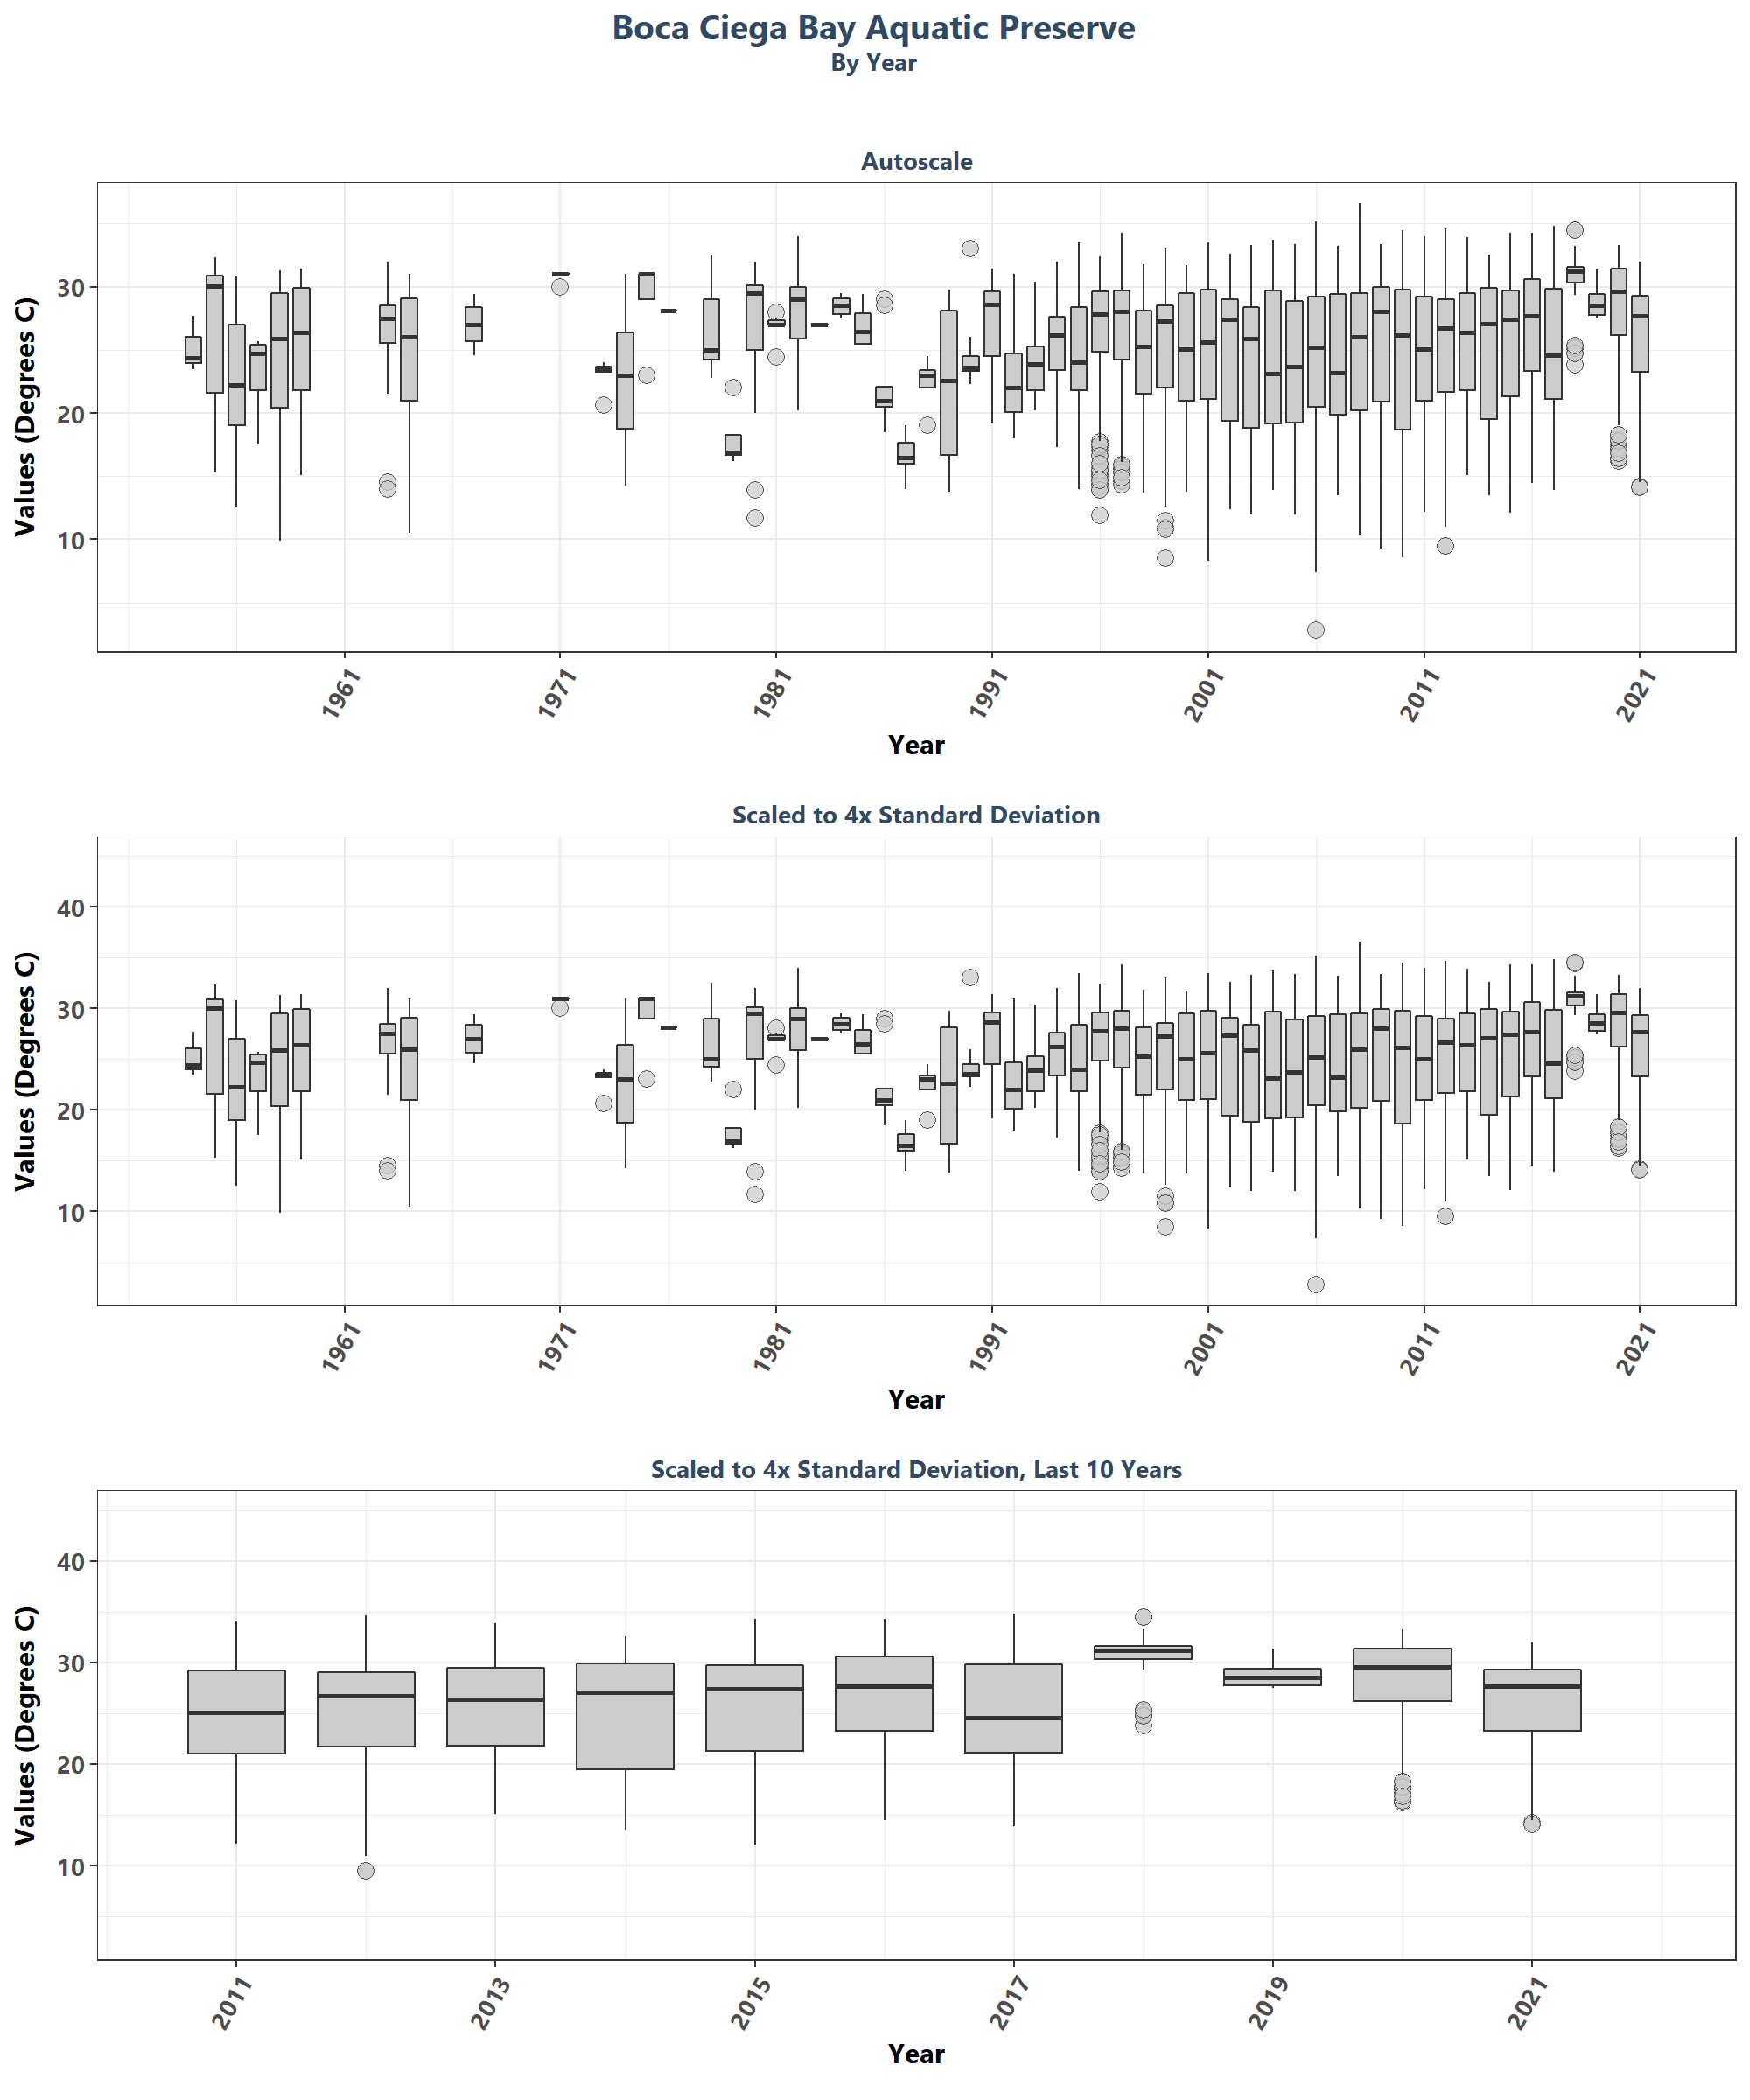 Boca Ciega Bay Aquatic Preserve
By Year
Autoscale
Values (Degrees C)
30
20
10
1961
1971
1981
1991
2001
2011
2021
Year
Scaled to 4x Standard Deviation
Values (Degrees C)
40
30
20
10
1961
1971
1981
1991
2001
2011
2021
Year
Scaled to 4x Standard Deviation, Last 10 Years
Values (Degrees C)
40
30
20
10
2011
2013
2015
2017
2019
2021
Year